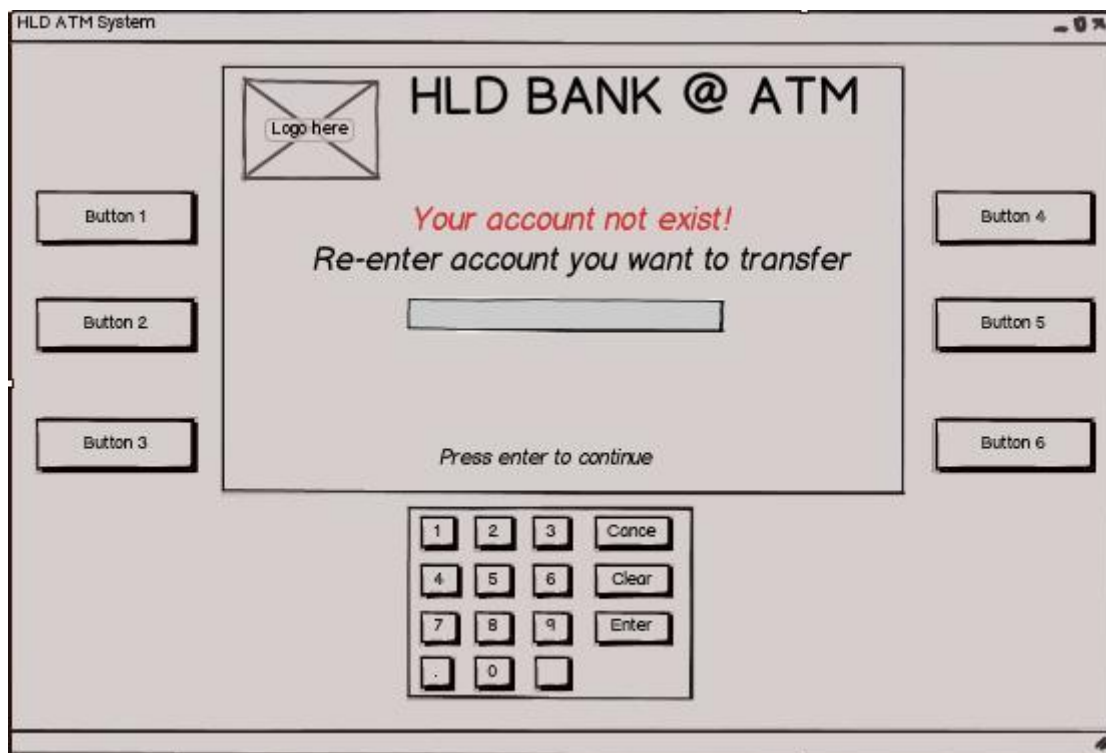 HLD ATM System
HLD BANK @ ATM
Logo here
Button 1
Your account not exist!
Button 4
Re-enter account you want to transfer
Button 2
Button 5
Button 3
Press enter to continue
Button 6
1 2 3 Cance
4 5 6 Clear
7 8 9 Enter
. 0